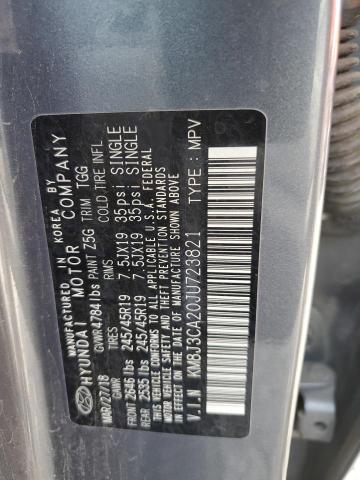 MANUFACTURED IN KOREA BY
HYUNDAI MOTOR COMPANY
MAR/27/18 GVWR 4784 lbs PAINT Z5G TRIM TGG
GAWR TIRES RIMS COLD TIRE INFL
FRONT 2646 lbs 245/45R19 7.5JX19 35psi SINGLE
REAR 2535 lbs 245/45R19 7.5JX19 35psi SINGLE
THIS VEHICLE CONFORMS TO ALL APPLICABLE U.S.A. FEDERAL
MOTOR VEHICLE SAFETY, BUMPER, AND THEFT PREVENTION STANDARDS
IN EFFECT ON THE DATE OF MANUFACTURE SHOWN ABOVE.
V.I.N KM8J3CA20JU723821 TYPE : MPV